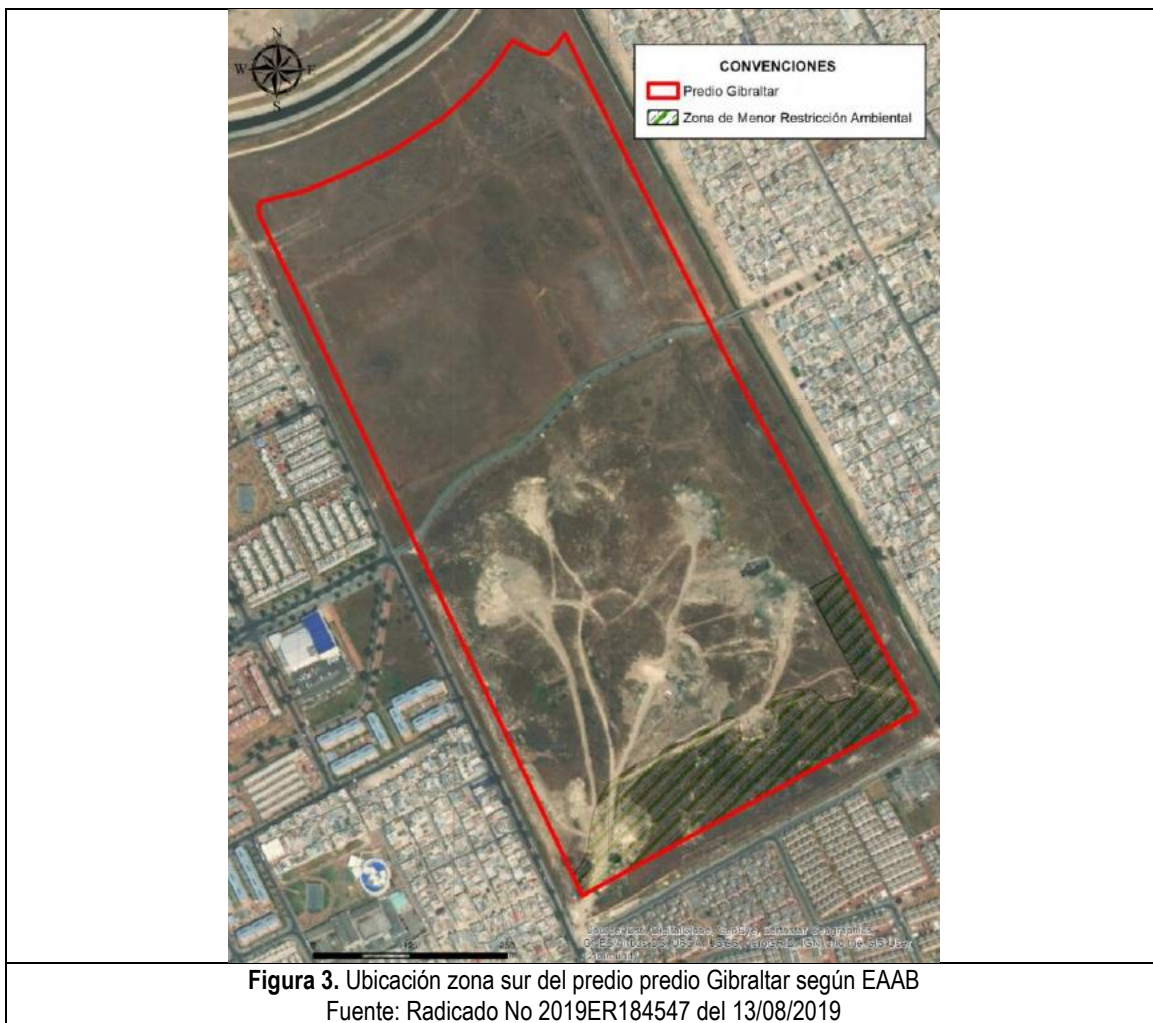 N
W
S
CONVENCIONES
Predio Gibraltar
Zona de Menor Restricción Ambiental
0
Figura 3. Ubicación zona sur del predio predio Gibraltar según EAAB
Fuente: Radicado No 2019ER184547 del 13/08/2019